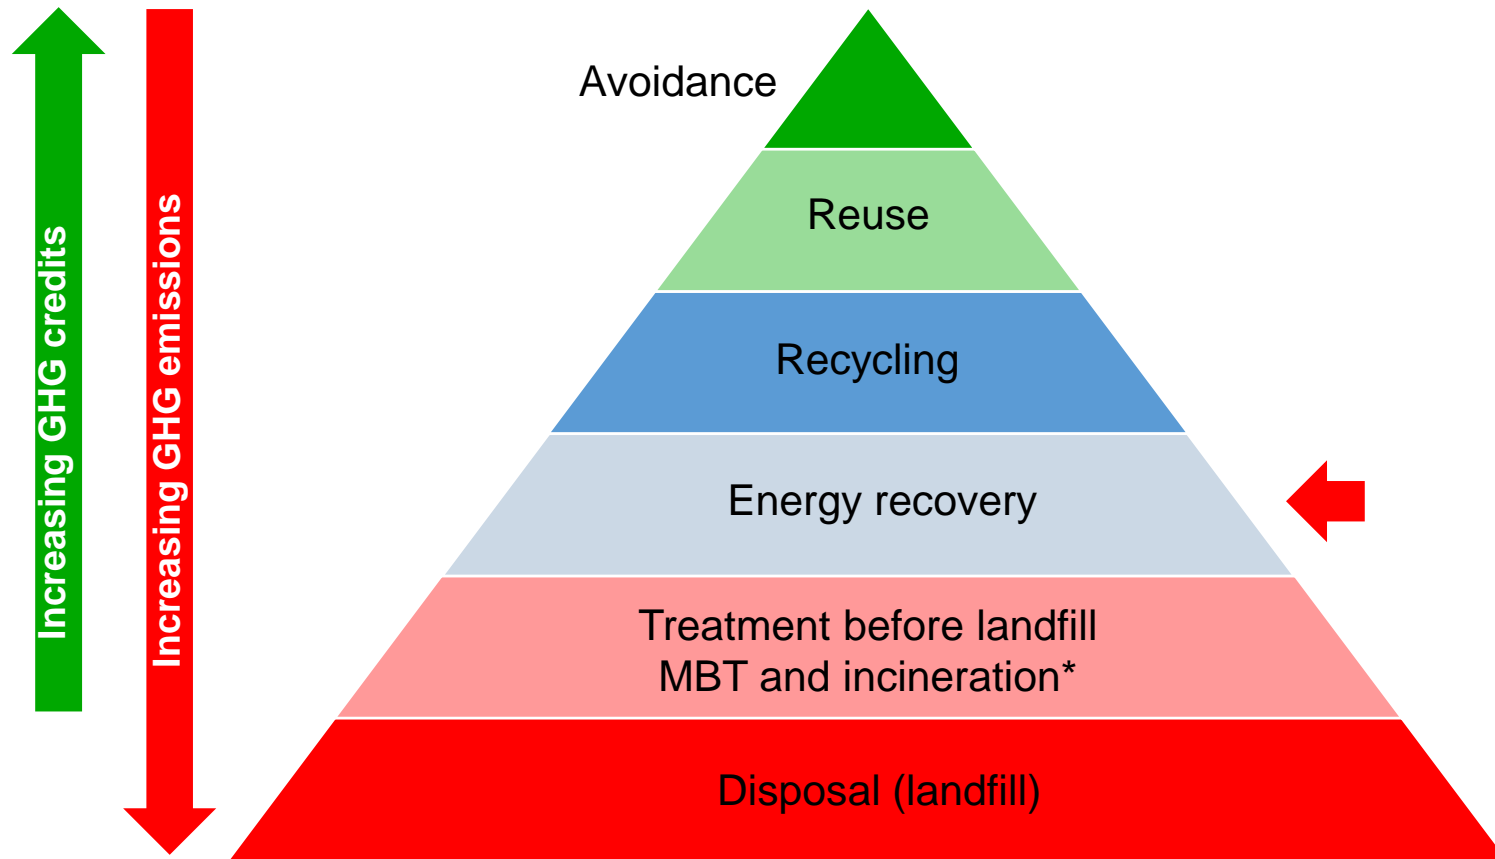 Increasing GHG credits
Increasing GHG emissions
Avoidance
Reuse
Recycling
Energy recovery
Treatment before landfill
MBT and incineration*
Disposal (landfill)